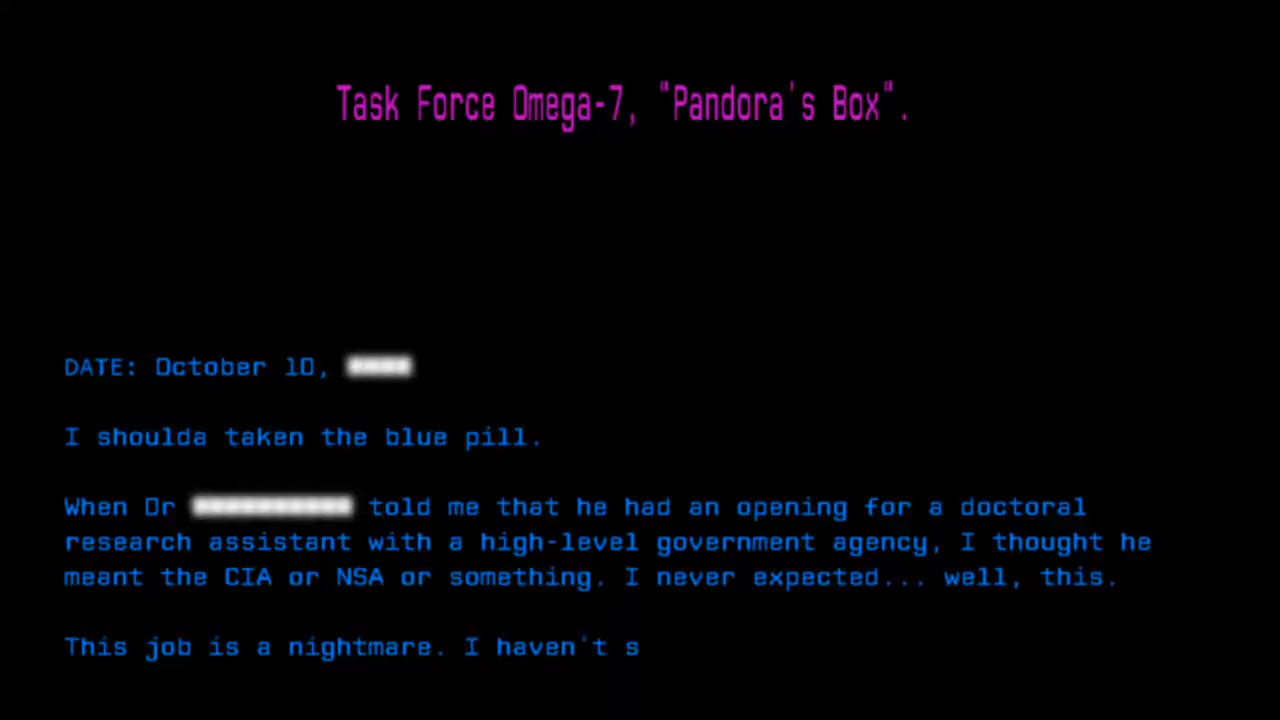 Task Force Omega-7, "Pandora's Box".
DATE: October 10, ████
I shoulda taken the blue pill.
When Dr ██████████ told me that he had an opening for a doctoral
research assistant with a high-level government agency, I thought he
meant the CIA or NSA or something. I never expected... well, this.
This job is a nightmare. I haven't s